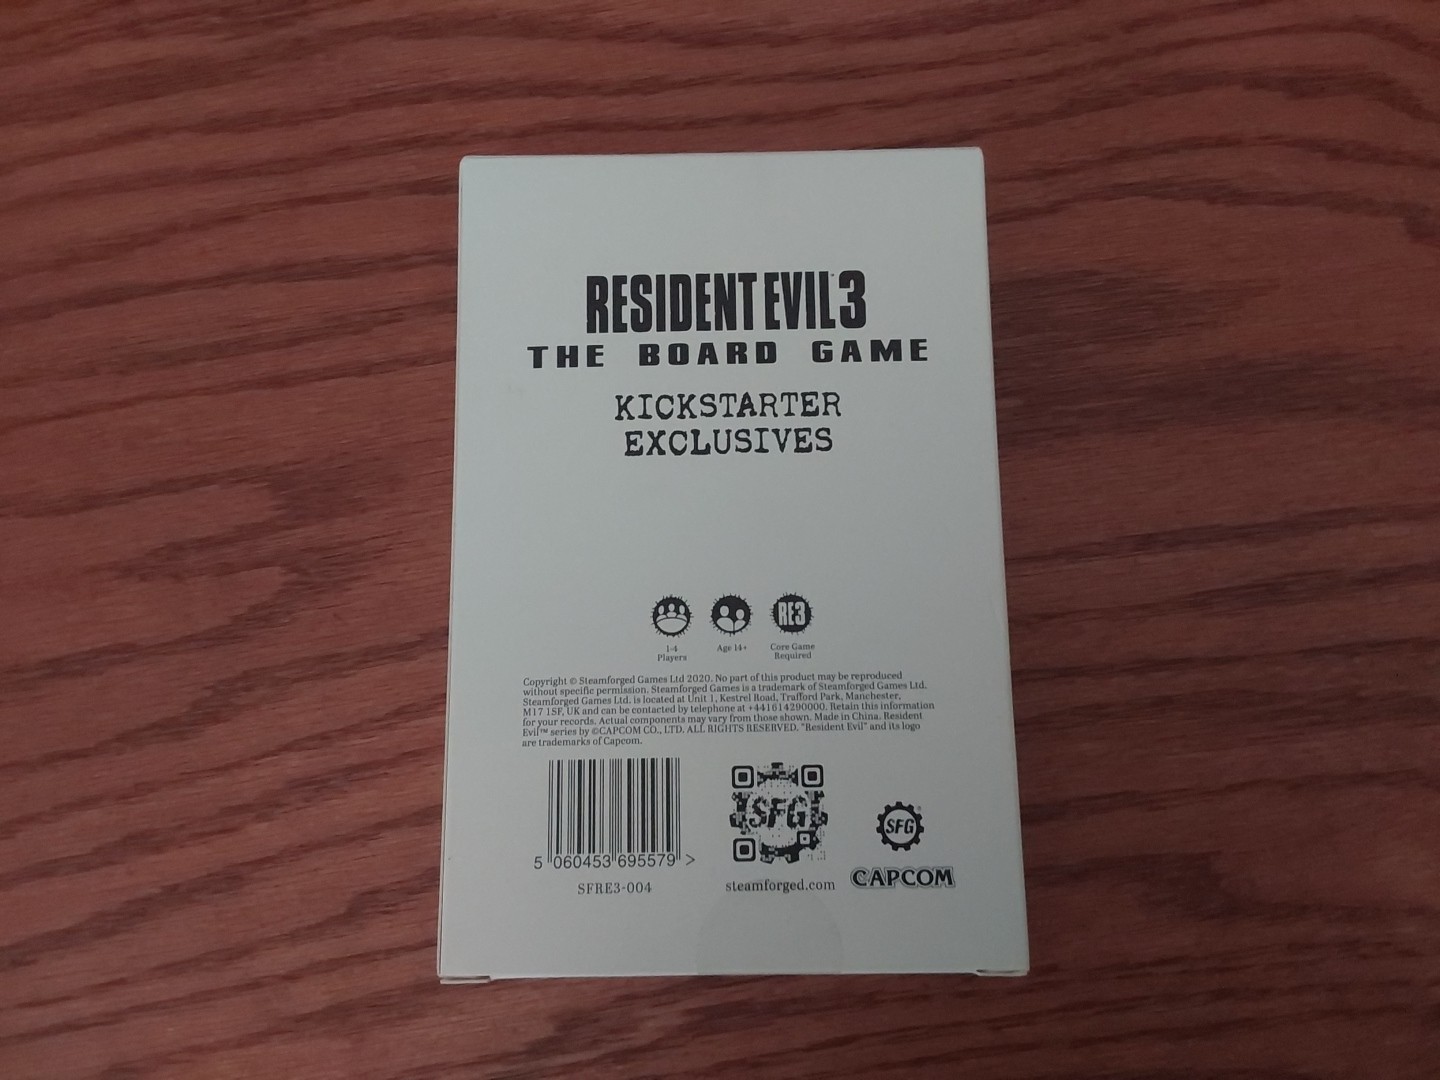 RESIDENT EVIL 3
THE BOARD GAME
KICKSTARTER
EXCLUSIVES
RE3
1-4
Players
Age 14+
Core Game
Required
Copyright © Steamforged Games Ltd 2020. No part of this product may be reproduced
without specific permission. Steamforged Games is a trademark of Steamforged Games Ltd.
Steamforged Games Ltd. is located at Unit 1, Kestrel Road, Trafford Park, Manchester,
M17 1SF, UK and can be contacted by telephone at +441614290000. Retain this information
for your records. Actual components may vary from those shown. Made in China. Resident
Evil™ series by ©CAPCOM CO., LTD. ALL RIGHTS RESERVED. "Resident Evil" and its logo
are trademarks of Capcom.
SFG
SFG
5 060453 695579 >
SFRE3-004
steamforged.com
CAPCOM